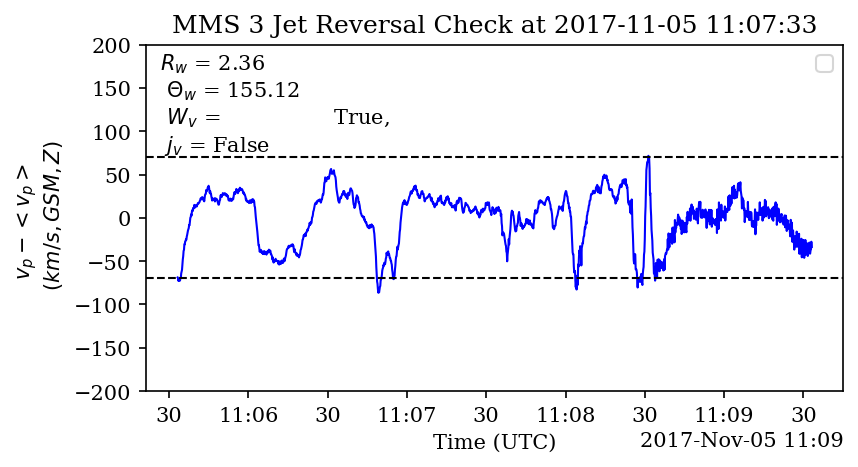 MMS 3 Jet Reversal Check at 2017-11-05 11:07:33
R_w = 2.36
Θ_w = 155.12
W_v = True,
j_v = False
v_p − < v_p >
(km/s, GSM, Z)
200
150
100
50
0
−50
−100
−150
−200
30 11:06 30 11:07 30 11:08 30 11:09 30
Time (UTC)
2017-Nov-05 11:09